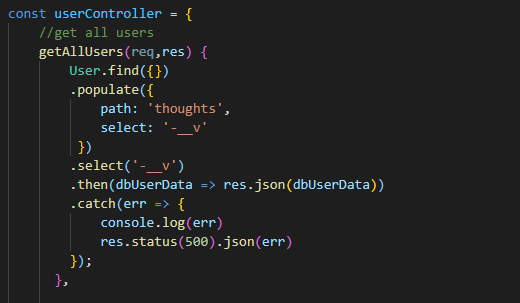 const userController = {
    //get all users
    getAllUsers(req,res) {
        User.find({})
        .populate({
            path: 'thoughts',
            select: '-__v'
         })
        .select('-__v')
        .then(dbUserData => res.json(dbUserData))
        .catch(err => {
            console.log(err)
            res.status(500).json(err)
        });
      },